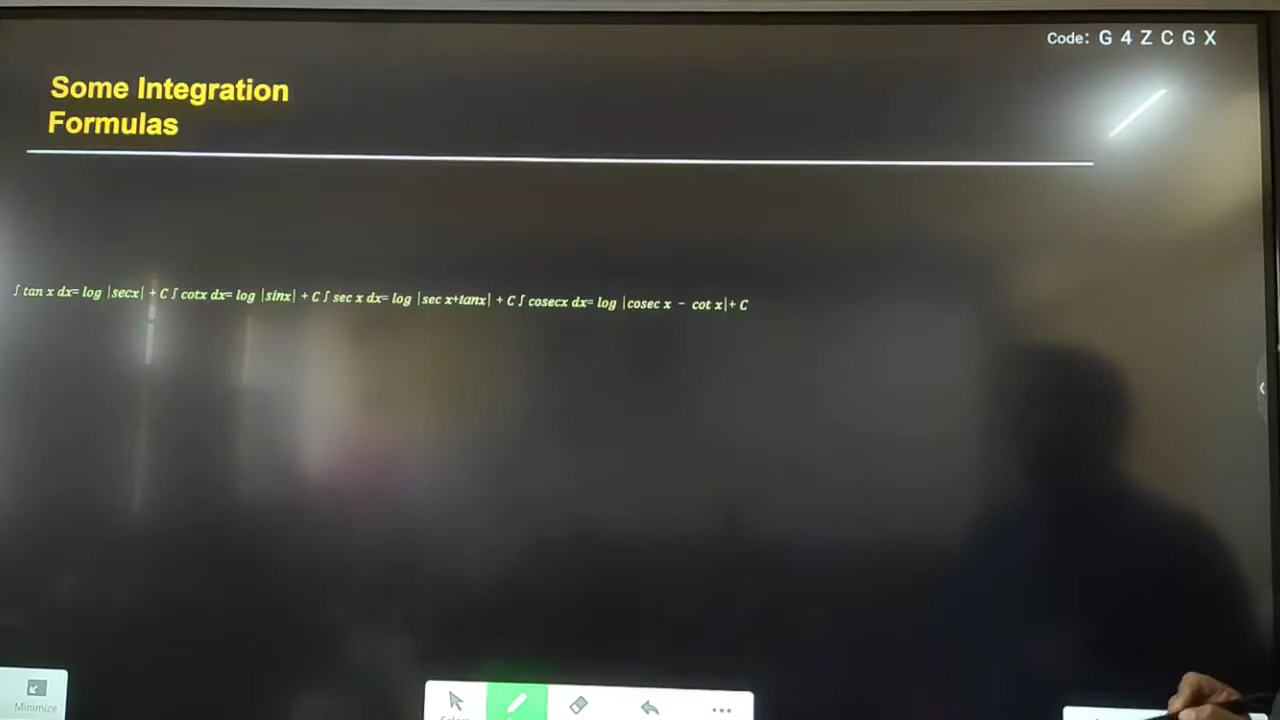 Code: G 4 Z C G X
Some Integration
Formulas
∫ tan x dx= log |secx| + C ∫ cotx dx= log |sinx| + C ∫ sec x dx= log |sec x+tanx| + C ∫ cosecx dx= log |cosec x - cot x|+ C
Minimize